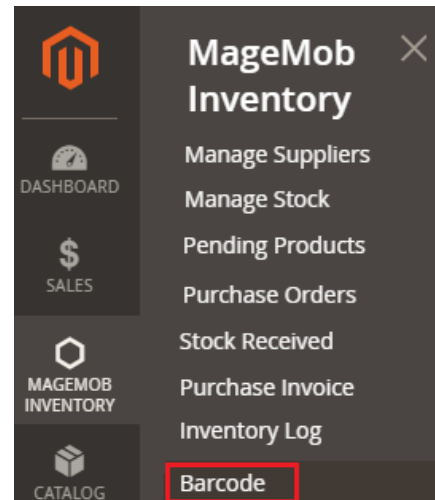 MageMob
Inventory
Manage Suppliers
Manage Stock
Pending Products
Purchase Orders
Stock Received
Purchase Invoice
Inventory Log
Barcode
DASHBOARD
$
SALES
MAGEMOB
INVENTORY
CATALOG